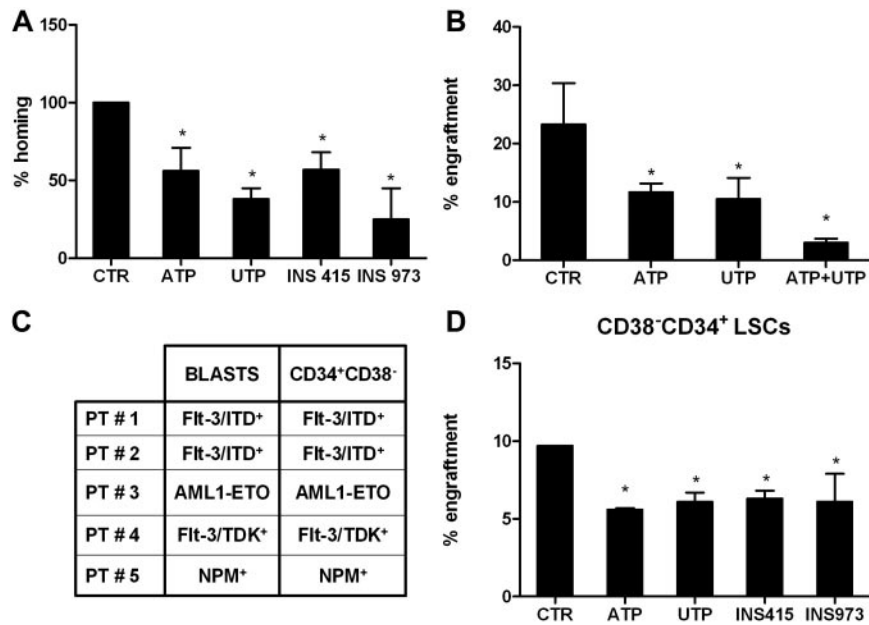 A
% homing
150
100
50
0
*
*
*
*
CTR ATP UTP INS 415 INS 973
B
% engraftment
40
30
20
10
0
*
*
*
CTR ATP UTP ATP+UTP
C
BLASTS CD34⁺CD38⁻
PT # 1 Flt-3/ITD⁺ Flt-3/ITD⁺
PT # 2 Flt-3/ITD⁺ Flt-3/ITD⁺
PT # 3 AML1-ETO AML1-ETO
PT # 4 Flt-3/TDK⁺ Flt-3/TDK⁺
PT # 5 NPM⁺ NPM⁺
D
CD38⁻CD34⁺ LSCs
% engraftment
15
10
5
0
*
*
*
*
CTR ATP UTP INS415 INS973